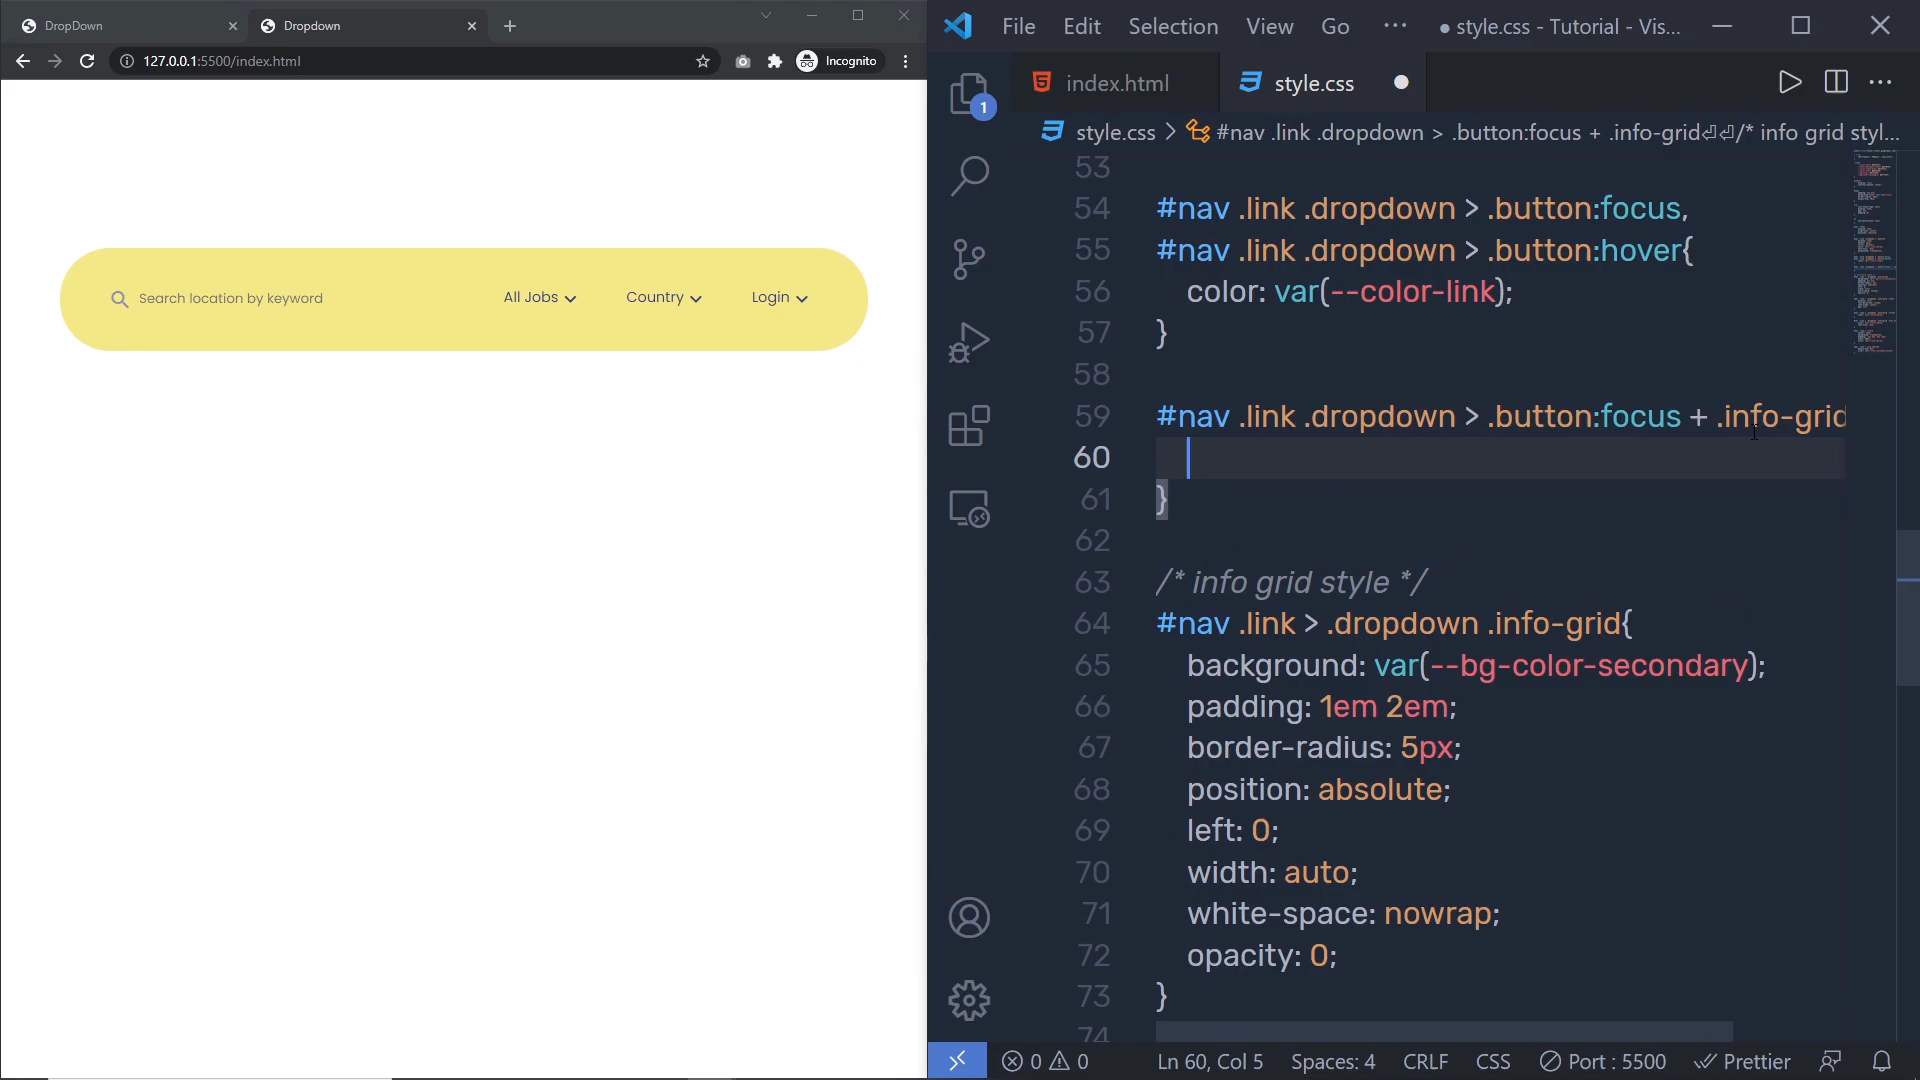 DropDown
Dropdown
127.0.0.1:5500/index.html
Incognito
Search location by keyword
All Jobs
Country
Login
File Edit Selection View Go ··· ● style.css - Tutorial - Vis...
1
index.html
style.css
style.css > #nav .link .dropdown > .button:focus + .info-grid⏎⏎/* info grid styl...
53
54 #nav .link .dropdown > .button:focus,
55 #nav .link .dropdown > .button:hover{
56 color: var(--color-link);
57 }
58
59 #nav .link .dropdown > .button:focus + .info-grid
60
61 }
62
63 /* info grid style */
64 #nav .link > .dropdown .info-grid{
65 background: var(--bg-color-secondary);
66 padding: 1em 2em;
67 border-radius: 5px;
68 position: absolute;
69 left: 0;
70 width: auto;
71 white-space: nowrap;
72 opacity: 0;
73 }
74
0 0 Ln 60, Col 5 Spaces: 4 CRLF CSS Port : 5500 Prettier